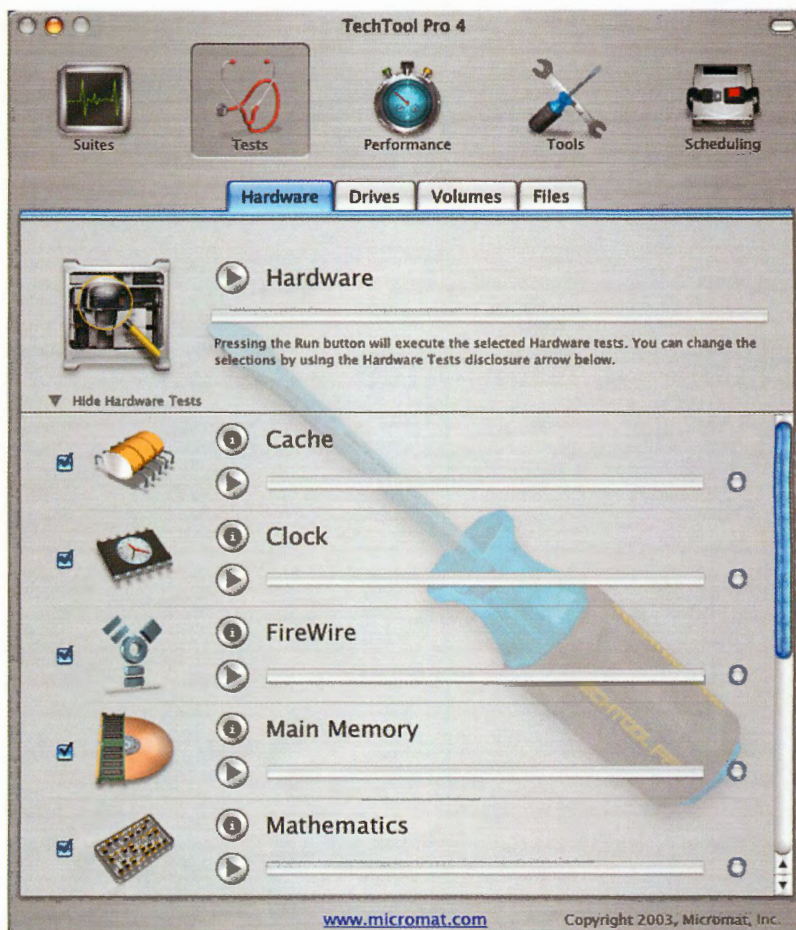 TechTool Pro 4
Suites
Tests
Performance
Tools
Scheduling
Hardware
Drives
Volumes
Files
Hardware
Pressing the Run button will execute the selected Hardware tests. You can change the
selections by using the Hardware Tests disclosure arrow below.
Hide Hardware Tests
Cache
Clock
FireWire
Main Memory
Mathematics
TECHTOOL PRO
www.micromat.com
Copyright 2003, Micromat, Inc.